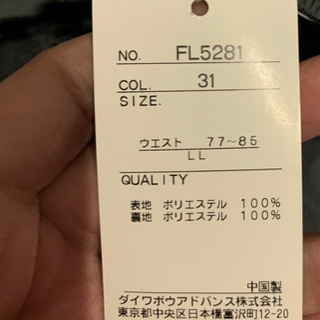 NO. FL5281
COL. 31
SIZE.
ウエスト 77~85
LL
QUALITY
表地 ポリエステル 100%
裏地 ポリエステル 100%
中国製
ダイワボウアドバンス株式会社
東京都中央区日本橋富沢町12-20